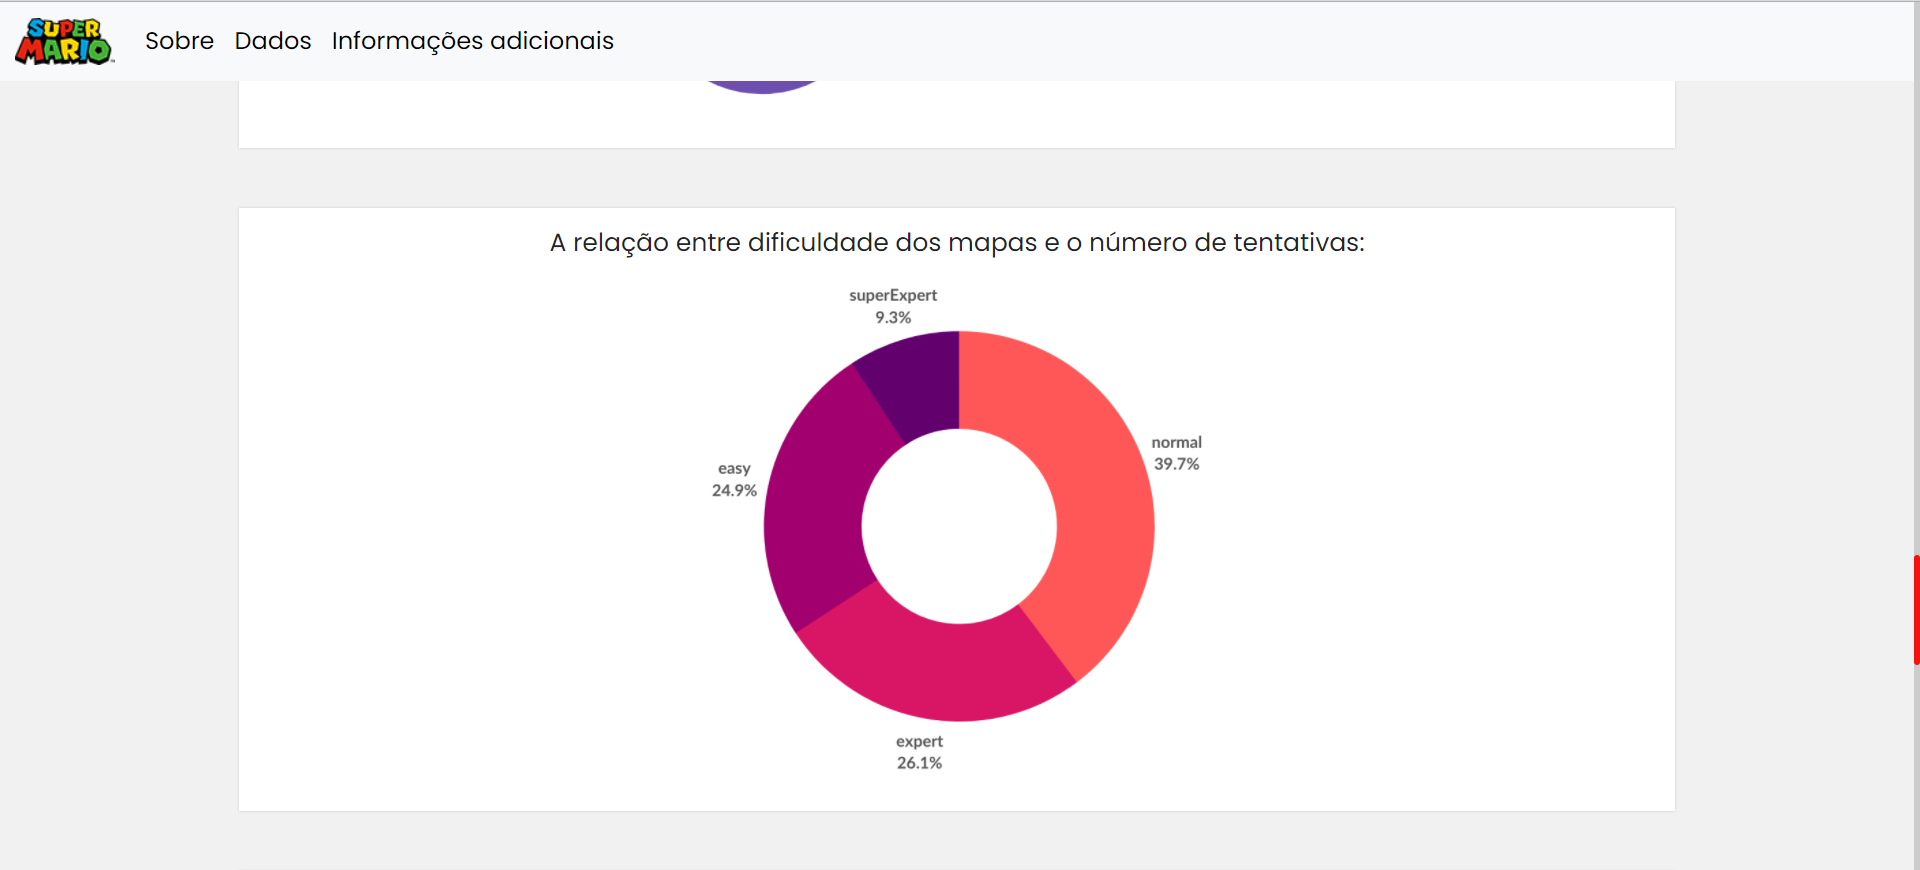 SUPER
MARIO
Sobre Dados Informações adicionais
A relação entre dificuldade dos mapas e o número de tentativas:
superExpert
9.3%
normal
39.7%
easy
24.9%
expert
26.1%